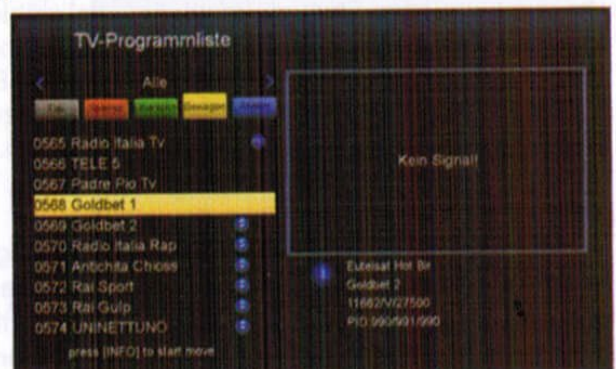 TV-Programmliste
Alle
Gewagen
0565 Radio Italia Tv
0566 TELE 5
0567 Padre Pio Tv
0568 Goldbet 1
0569 Goldbet 2
0570 Radio Italia Rap
0571 Antichita Chioss
0572 Rai Sport
0573 Rai Gulp
0574 UNINETTUNO
press [INFO] to start move
Kein Signal!
Eutelsat Hot Bir
Goldbet 2
11662/V/27500
PID:990/991/990